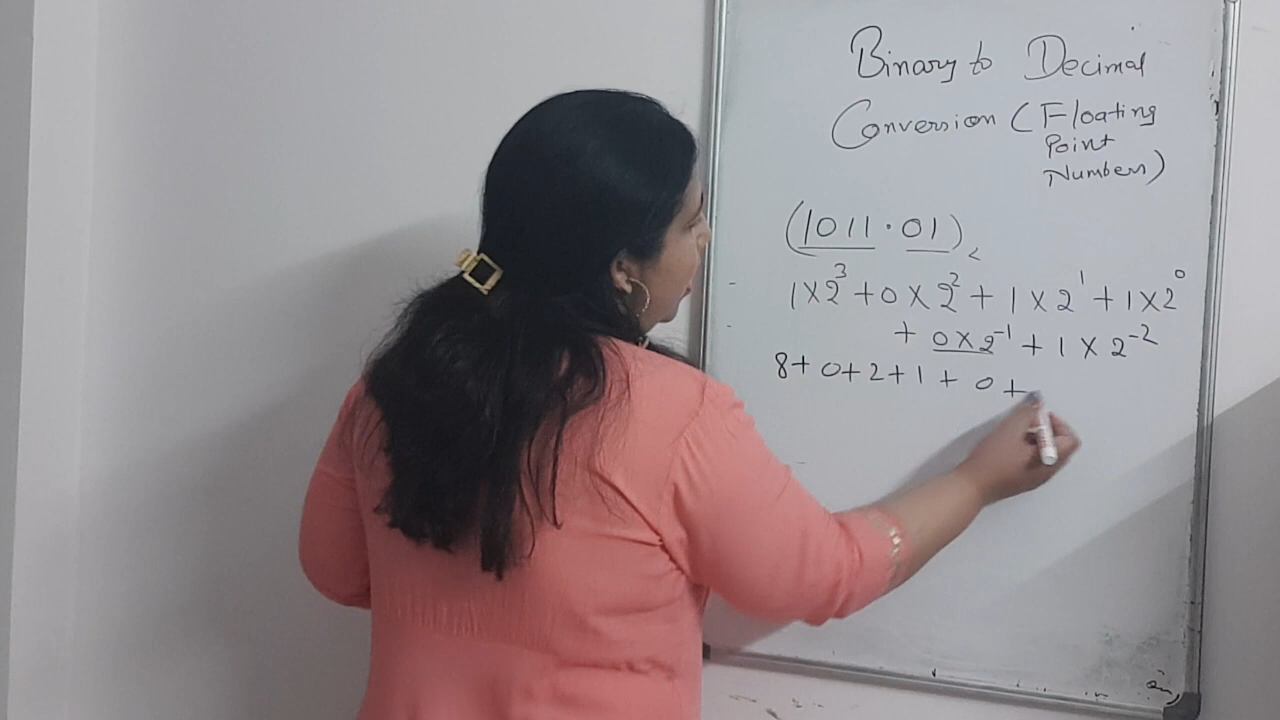 Binary to Decimal
Conversion (Floating
Point
Numbers)
(1011.01)₂
1×2³+0×2²+1×2¹+1×2⁰
+0×2⁻¹+1×2⁻²
8+0+2+1+0+